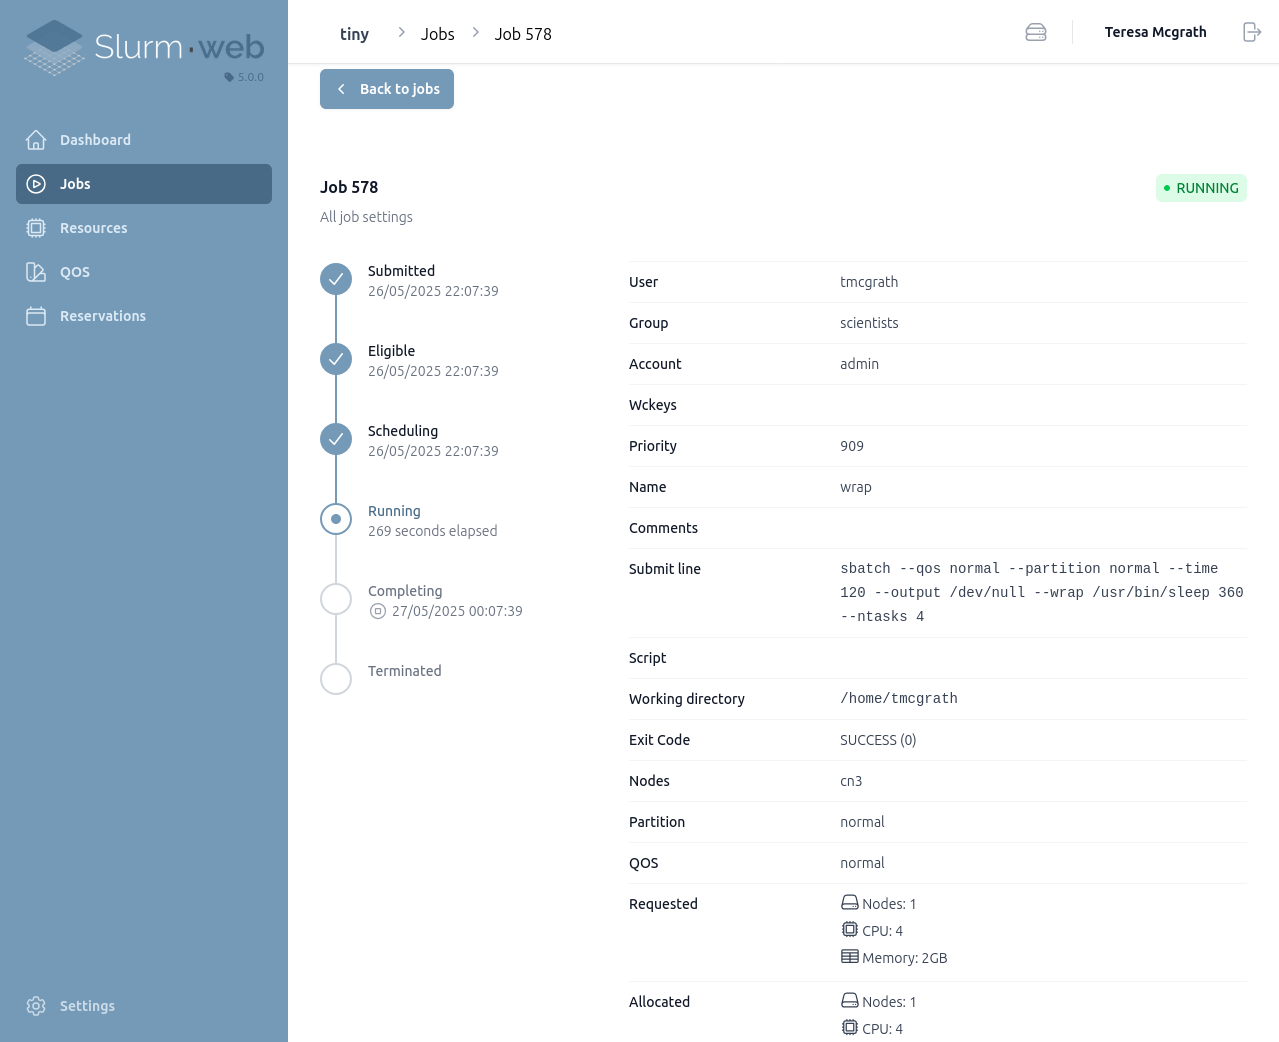 Slurm·web
5.0.0
Dashboard
Jobs
Resources
QOS
Reservations
Settings
tiny
Jobs
Job 578
Teresa Mcgrath
Back to jobs
Job 578
RUNNING
All job settings
Submitted
26/05/2025 22:07:39
Eligible
26/05/2025 22:07:39
Scheduling
26/05/2025 22:07:39
Running
269 seconds elapsed
Completing
27/05/2025 00:07:39
Terminated
User tmcgrath
Group scientists
Account admin
Wckeys
Priority 909
Name wrap
Comments
Submit line sbatch --qos normal --partition normal --time
120 --output /dev/null --wrap /usr/bin/sleep 360
--ntasks 4
Script
Working directory /home/tmcgrath
Exit Code SUCCESS (0)
Nodes cn3
Partition normal
QOS normal
Requested Nodes: 1
CPU: 4
Memory: 2GB
Allocated Nodes: 1
CPU: 4